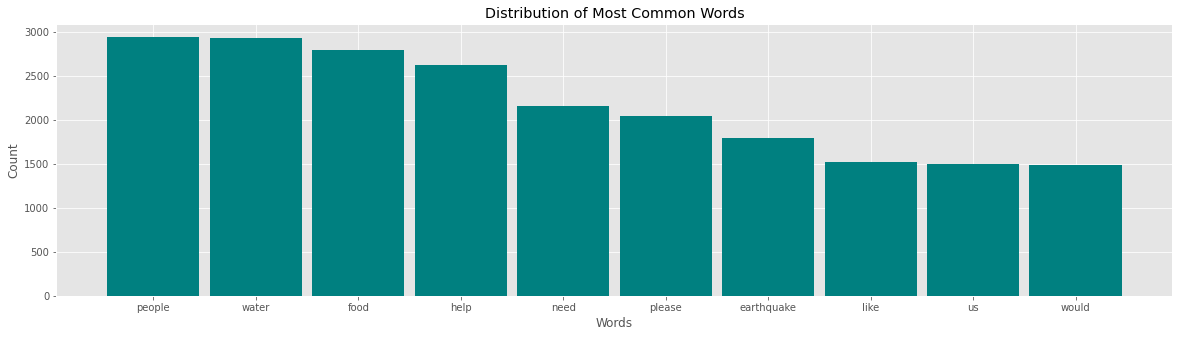 Distribution of Most Common Words
3000
2500
2000
1500
1000
500
0
Count
people water food help need please earthquake like us would
Words